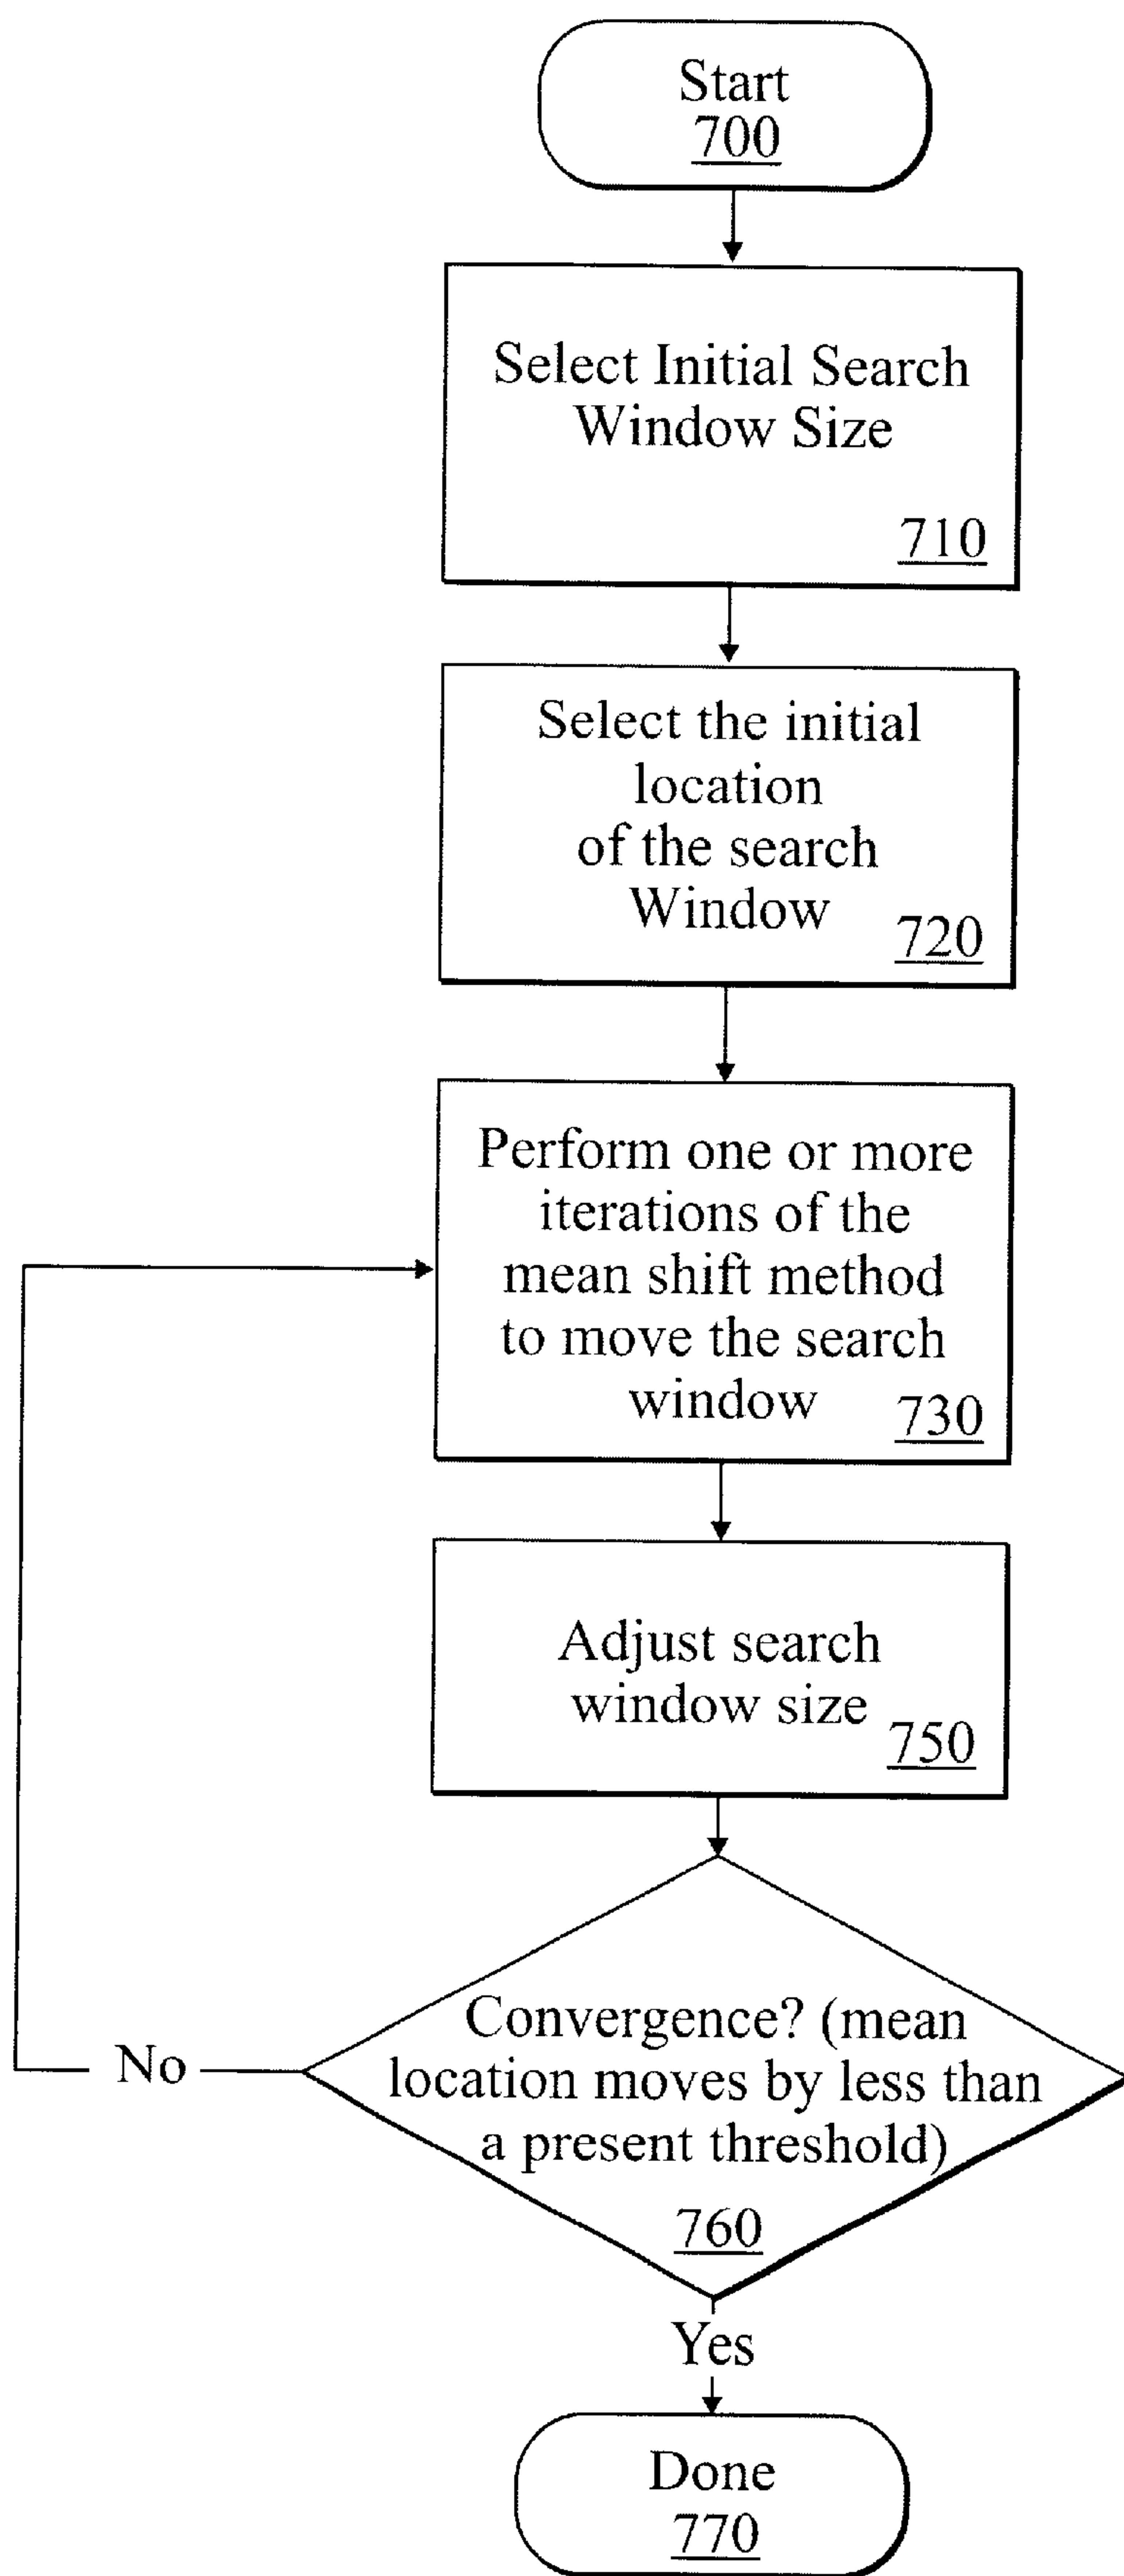 Start
700
Select Initial Search
Window Size
710
Select the initial
location
of the search
Window
720
Perform one or more
iterations of the
mean shift method
to move the search
window
730
Adjust search
window size
750
Convergence? (mean
location moves by less than
a present threshold)
760
No
Yes
Done
770